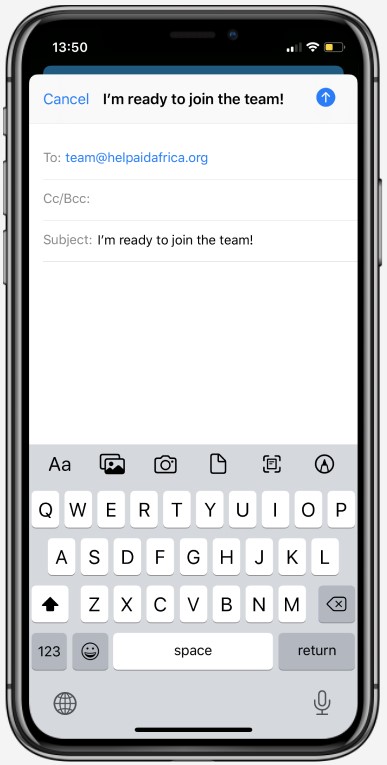 13:50
Cancel I'm ready to join the team!
To: team@helpaidafrica.org
Cc/Bcc:
Subject: I'm ready to join the team!
Aa
Q W E R T Y U I O P
A S D F G H J K L
Z X C V B N M
123 space return